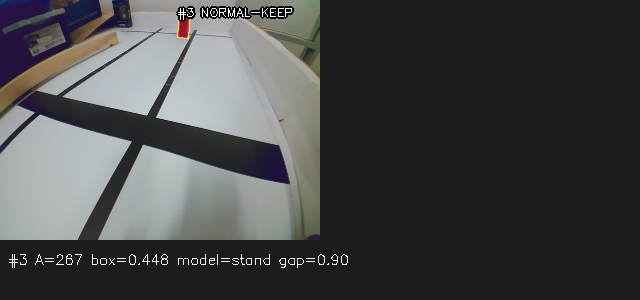 #3 NORMAL-KEEP
#3 A=267 box=0.448 model=stand gap=0.90